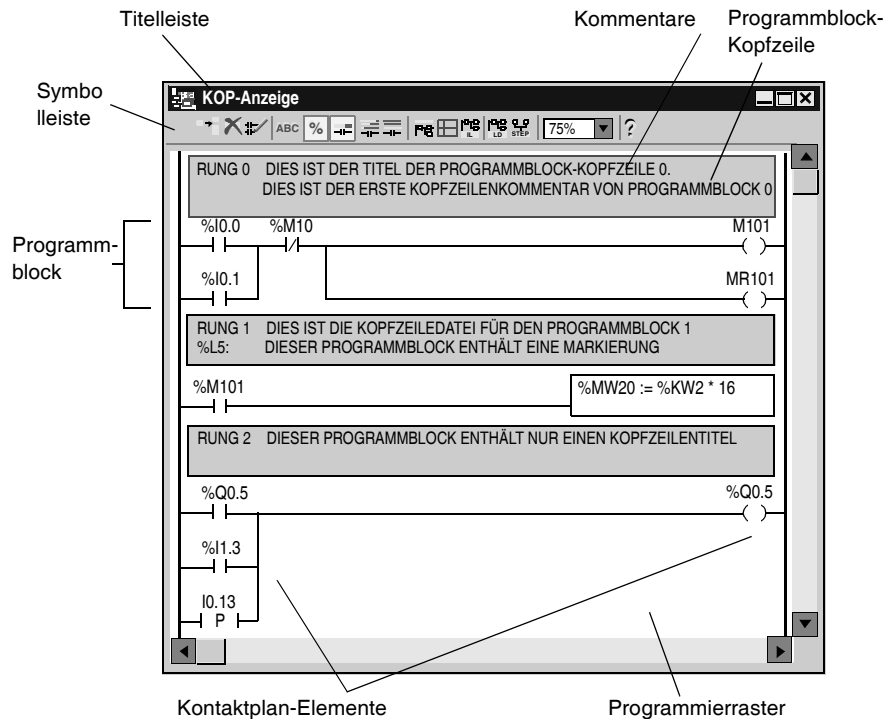 Titelleiste
Kommentare
Programmblock-
Kopfzeile
Symbo
lleiste
KOP-Anzeige
ABC % IL LD STEP 75% ?
RUNG 0 DIES IST DER TITEL DER PROGRAMMBLOCK-KOPFZEILE 0.
DIES IST DER ERSTE KOPFZEILENKOMMENTAR VON PROGRAMMBLOCK 0
%I0.0 %M10 M101
Programm-
block
%I0.1 MR101
RUNG 1 DIES IST DIE KOPFZEILEDATEI FÜR DEN PROGRAMMBLOCK 1
%L5: DIESER PROGRAMMBLOCK ENTHÄLT EINE MARKIERUNG
%M101 %MW20 := %KW2 * 16
RUNG 2 DIESER PROGRAMMBLOCK ENTHÄLT NUR EINEN KOPFZEILENTITEL
%Q0.5 %Q0.5
%I1.3
I0.13
P
Kontaktplan-Elemente
Programmierraster